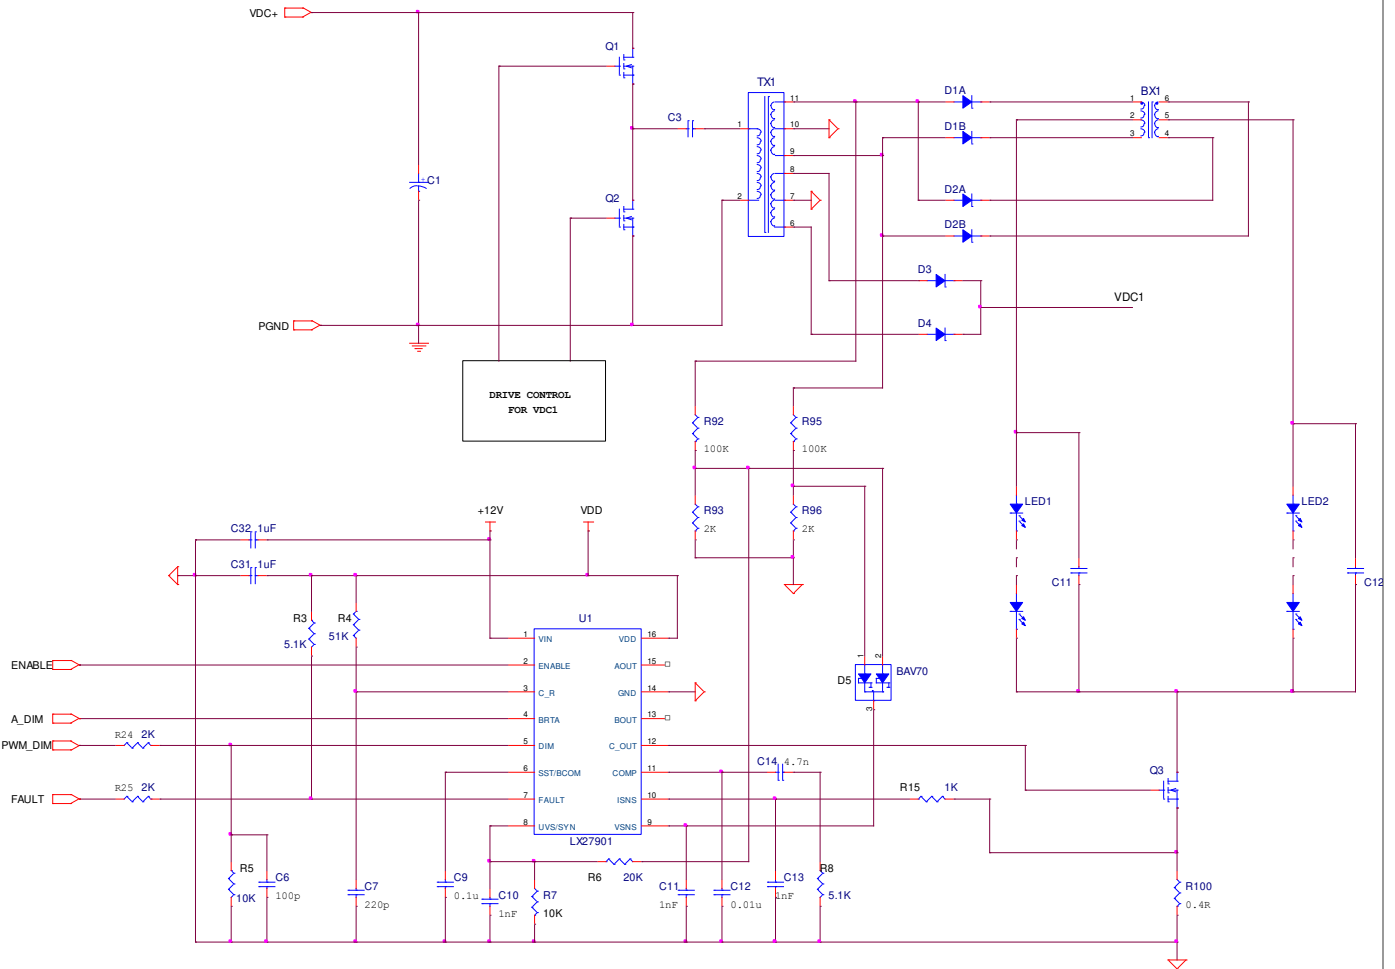 VDC+
Q1
TX1
D1A
BX1
11
1
6
C3
1
10
D1B
2
5
3
4
9
C1
8
D2A
Q2
2
7
D2B
6
D3
VDC1
PGND
D4
DRIVE CONTROL
FOR VDC1
R92
R95
100K
100K
+12V
VDD
R93
R96
LED1
LED2
C32 .1uF
2K
2K
C31 .1uF
C11
C12
R3
R4
U1
5.1K
51K
1
VIN
VDD
16
1
2
ENABLE
2
ENABLE
AOUT
15
D5
BAV70
3
C_R
GND
14
3
A_DIM
4
BRTA
BOUT
13
R24
2K
PWM_DIM
5
DIM
C_OUT
12
C14
4.7n
6
SST/BCOM
COMP
11
Q3
R25
2K
R15
1K
FAULT
7
FAULT
ISNS
10
8
UVS/SYN
VSNS
9
LX27901
R5
R6
20K
R8
C6
C7
C9
C10
R7
C11
C12
C13
R100
10K
100p
220p
0.1u
1nF
10K
1nF
0.01u
1nF
5.1K
0.4R